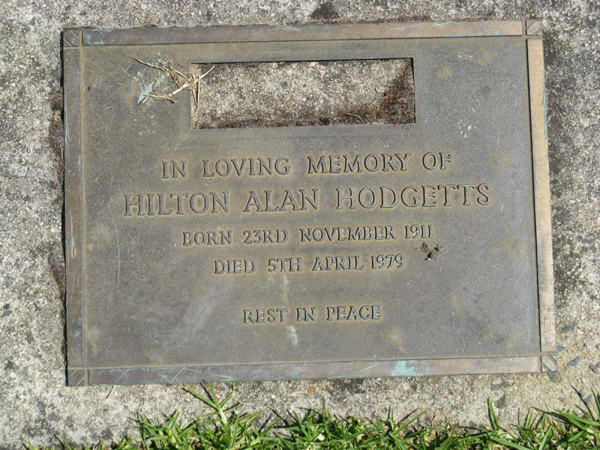 IN LOVING MEMORY OF
HILTON ALAN HODGETTS
BORN 23RD NOVEMBER 1911
DIED 5TH APRIL 1979
REST IN PEACE